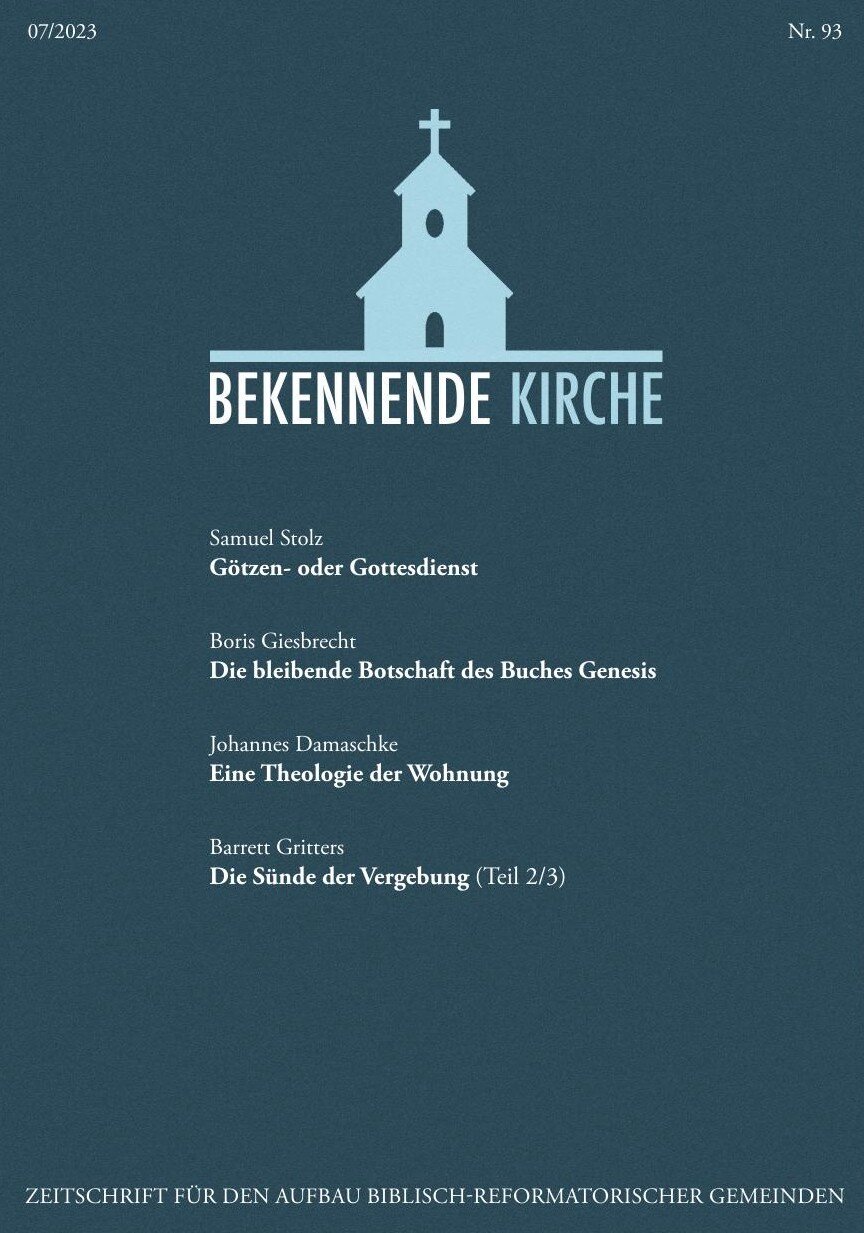 07/2023
Nr. 93
BEKENNENDE KIRCHE
Samuel Stolz
Götzen- oder Gottesdienst
Boris Giesbrecht
Die bleibende Botschaft des Buches Genesis
Johannes Damaschke
Eine Theologie der Wohnung
Barrett Gritters
Die Sünde der Vergebung (Teil 2/3)
ZEITSCHRIFT FÜR DEN AUFBAU BIBLISCH-REFORMATORISCHER GEMEINDEN